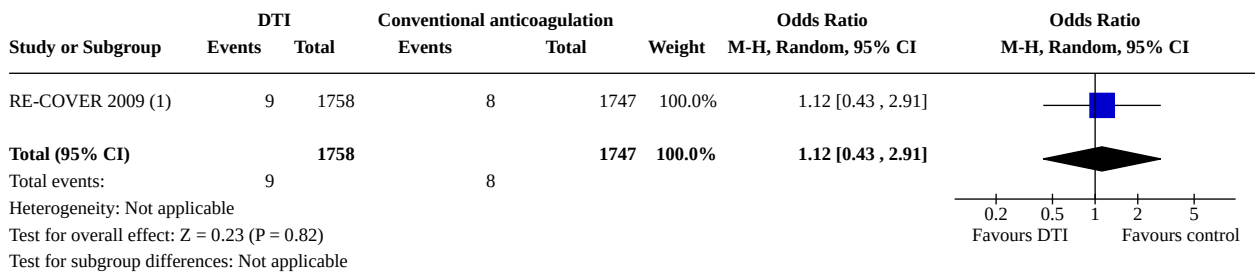 DTI Conventional anticoagulation Odds Ratio Odds Ratio
Study or Subgroup Events Total Events Total Weight M-H, Random, 95% CI M-H, Random, 95% CI
RE-COVER 2009 (1) 9 1758 8 1747 100.0% 1.12 [0.43 , 2.91]
Total (95% CI) 1758 1747 100.0% 1.12 [0.43 , 2.91]
Total events: 9 8
Heterogeneity: Not applicable
0.2 0.5 1 2 5
Test for overall effect: Z = 0.23 (P = 0.82) Favours DTI Favours control
Test for subgroup differences: Not applicable